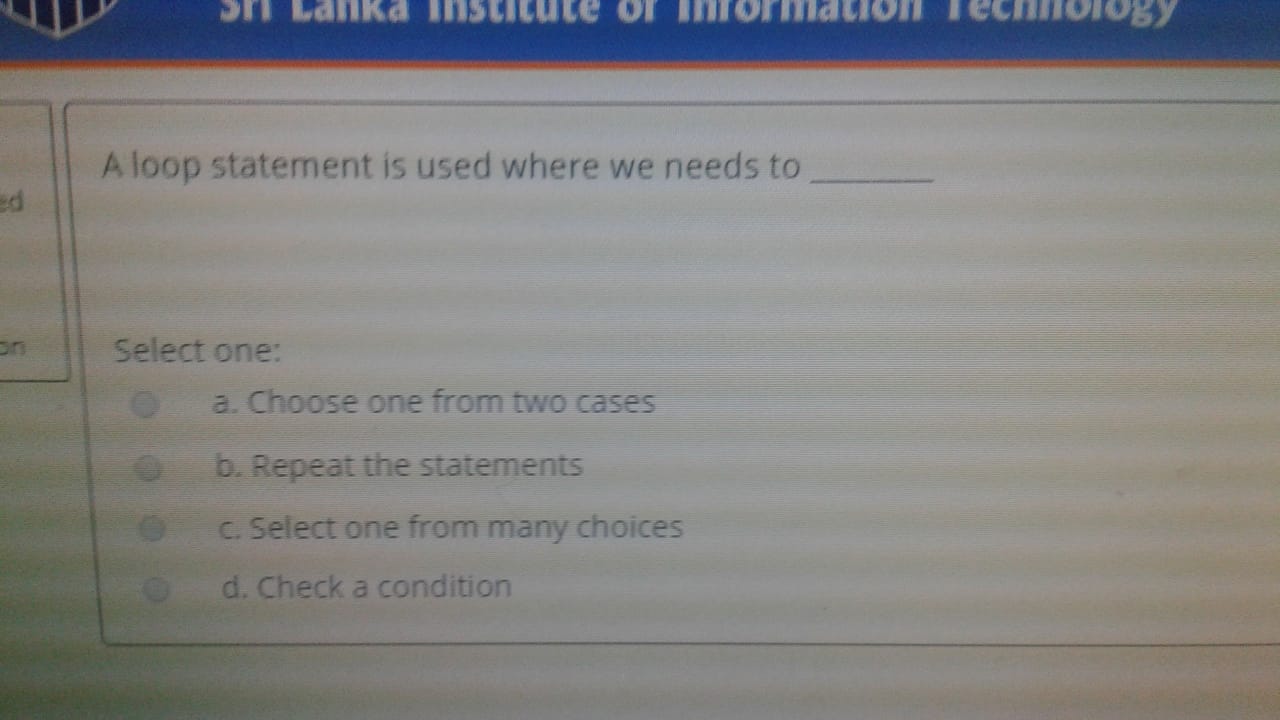 Sri Lanka Institute of Information Technology
A loop statement is used where we needs to ________
ed
on
Select one:
a. Choose one from two cases
b. Repeat the statements
c. Select one from many choices
d. Check a condition